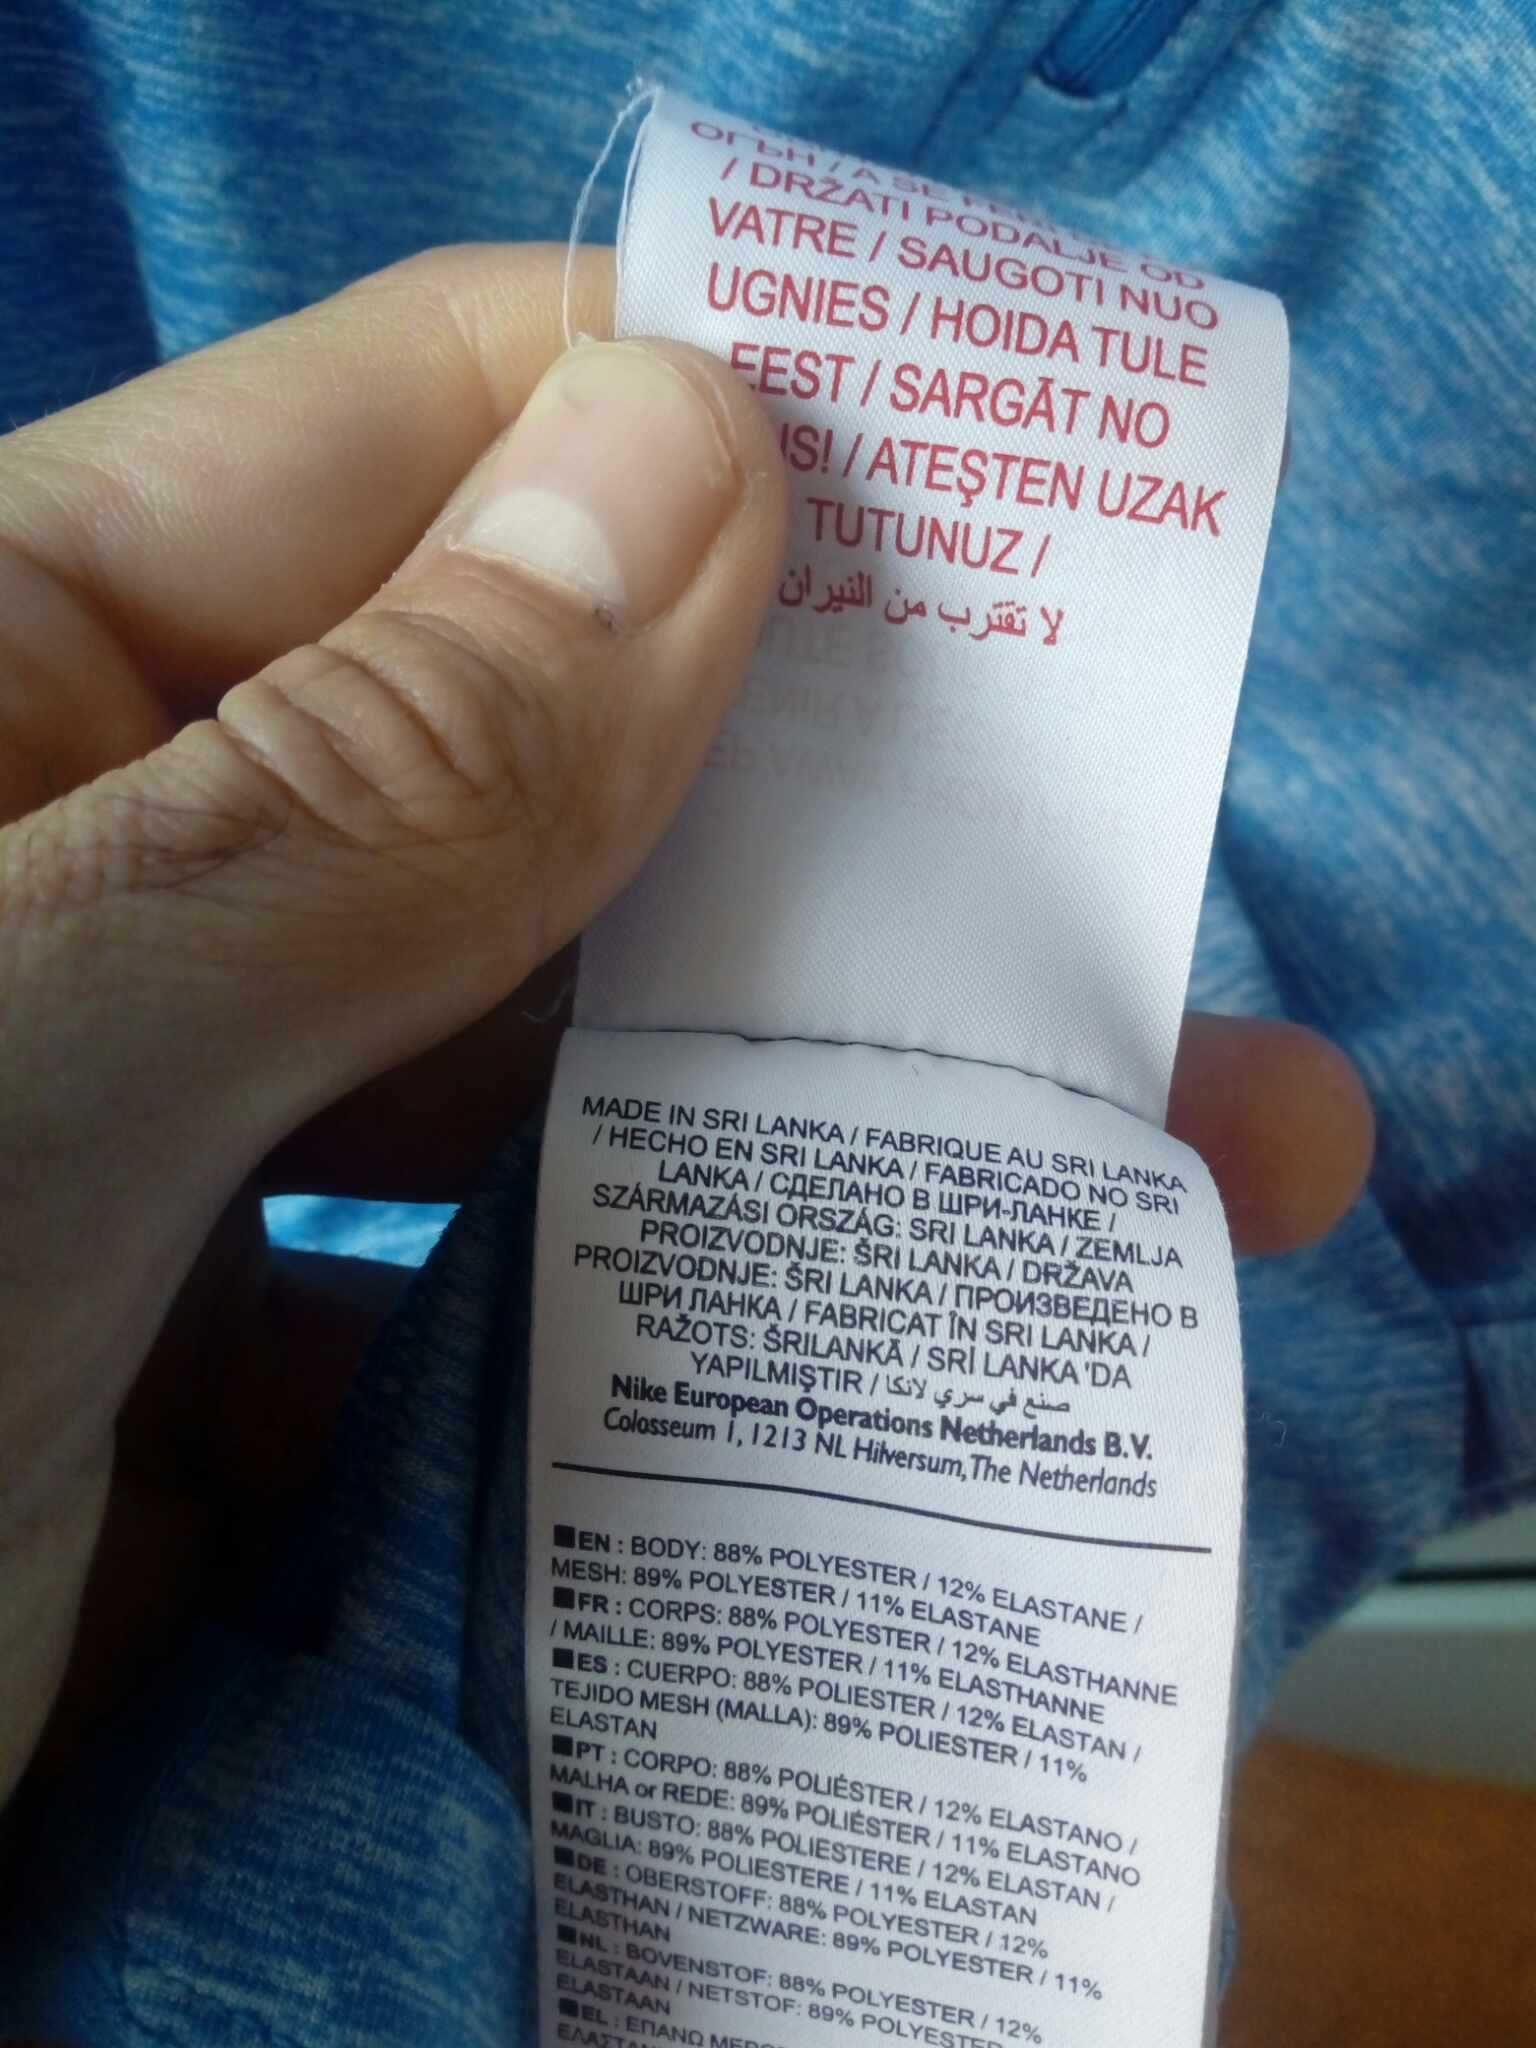 ОГЪН / A SE
/ DRŽATI PODALJE OD
VATRE / SAUGOTI NUO
UGNIES / HOIDA TULE
EEST / SARGĀT NO
! / ATEŞTEN UZAK
TUTUNUZ /
لا تقترب من النيران
MADE IN SRI LANKA / FABRIQUE AU SRI LANKA
/ HECHO EN SRI LANKA / FABRICADO NO SRI
LANKA / СДЕЛАНО В ШРИ-ЛАНКЕ /
SZÁRMAZÁSI ORSZÁG: SRI LANKA / ZEMLJA
PROIZVODNJE: ŠRI LANKA / DRŽAVA
PROIZVODNJE: ŠRI LANKA / ПРОИЗВЕДЕНО В
ШРИ ЛАНКА / FABRICAT ÎN SRI LANKA /
RAŽOTS: ŠRILANKĀ / SRİ LANKA 'DA
YAPILMIŞTIR / صنع في سري لانكا
Nike European Operations Netherlands B.V.
Colosseum 1, 1213 NL Hilversum, The Netherlands
■EN : BODY: 88% POLYESTER / 12% ELASTANE /
MESH: 89% POLYESTER / 11% ELASTANE
■FR : CORPS: 88% POLYESTER / 12% ELASTHANNE
/ MAILLE: 89% POLYESTER / 11% ELASTHANNE
■ES : CUERPO: 88% POLIESTER / 12% ELASTAN /
TEJIDO MESH (MALLA): 89% POLIESTER / 11%
ELASTAN
■PT : CORPO: 88% POLIÉSTER / 12% ELASTANO /
MALHA or REDE: 89% POLIÉSTER / 11% ELASTANO
■IT : BUSTO: 88% POLIESTERE / 12% ELASTAN /
MAGLIA: 89% POLIESTERE / 11% ELASTAN
■DE : OBERSTOFF: 88% POLYESTER / 12%
ELASTHAN / NETZWARE: 89% POLYESTER / 11%
ELASTHAN
■NL : BOVENSTOF: 88% POLYESTER / 12%
ELASTAAN / NETSTOF: 89% POLYESTER
ELASTAAN
■EL : ΕΠΑΝΩ